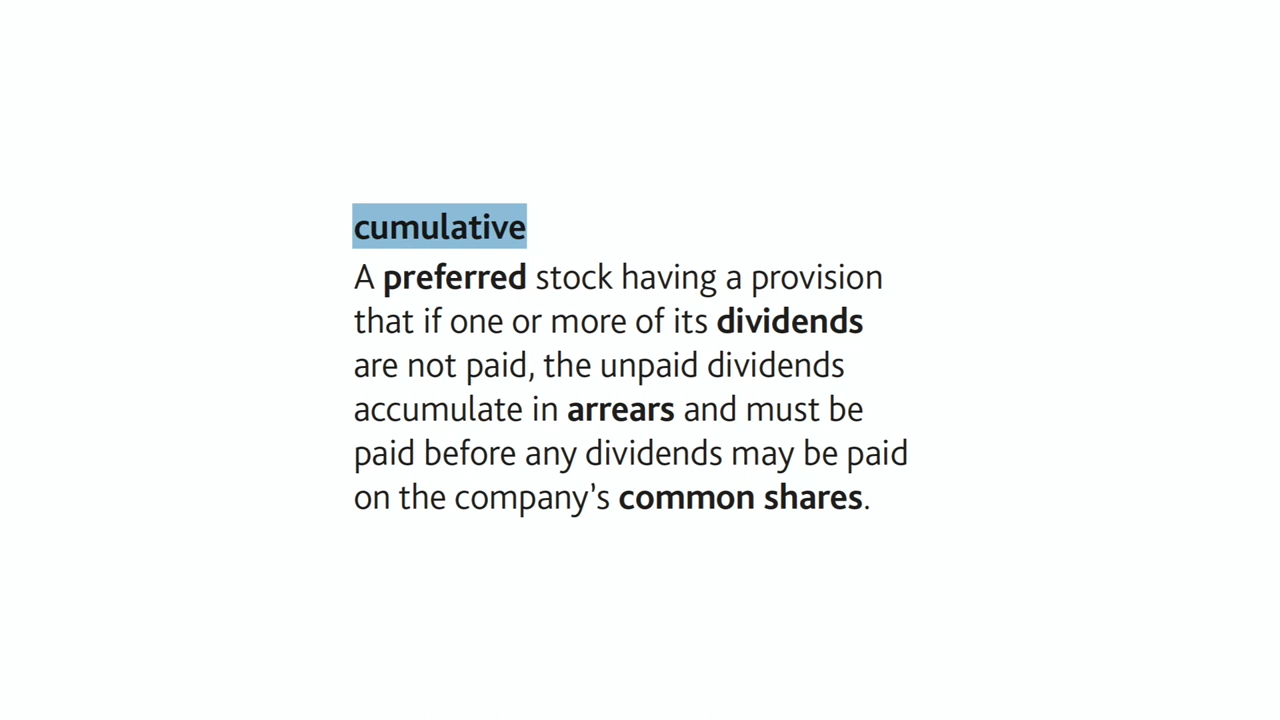 cumulative
A preferred stock having a provision
that if one or more of its dividends
are not paid, the unpaid dividends
accumulate in arrears and must be
paid before any dividends may be paid
on the company’s common shares.